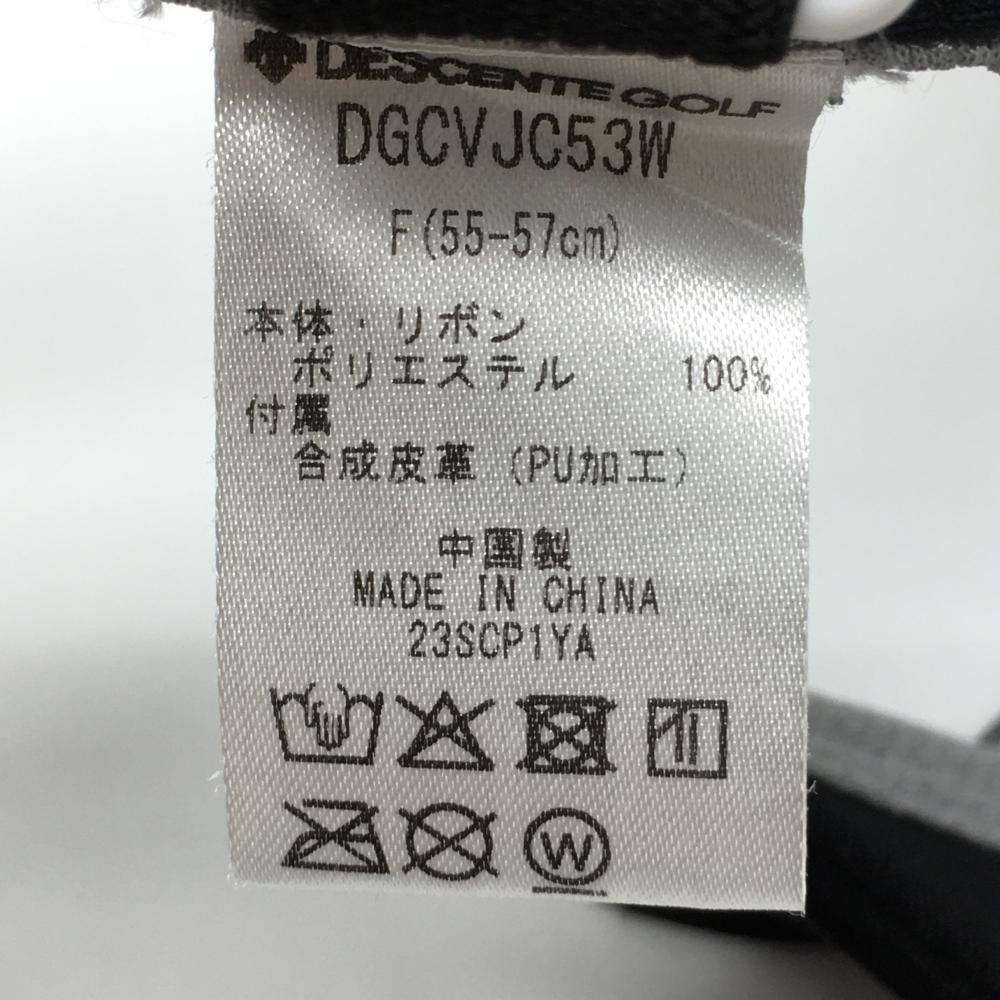 DESCENTE GOLF
DGCVJC53W
F(55-57cm)
本体・リボン
ポリエステル 100%
付属
合成皮革 (PU加工)
中国製
MADE IN CHINA
23SCP1YA
W